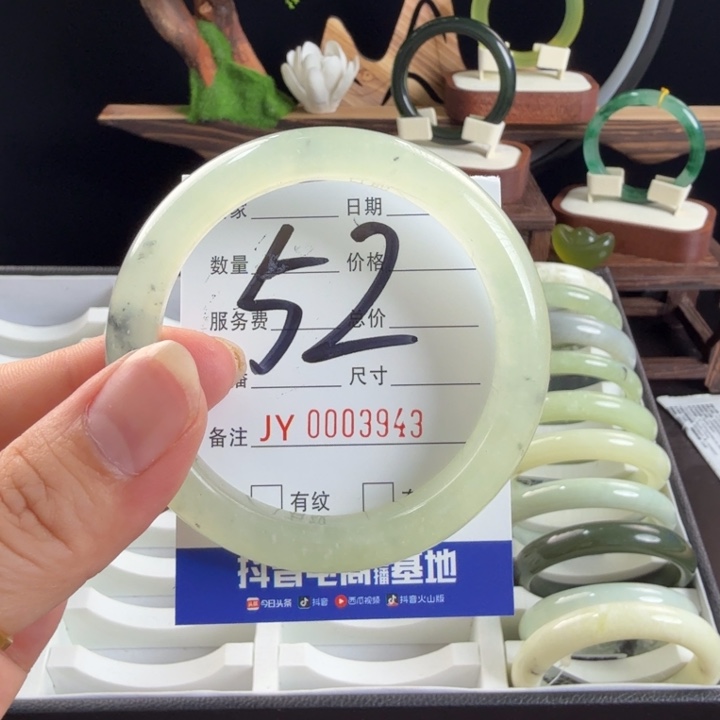 家 日期
数量 价格
52
服务费 总价
播 尺寸
备注 JY 0003943
有纹
抖音电商直播基地
今日头条 抖音 西瓜视频 抖音火山版